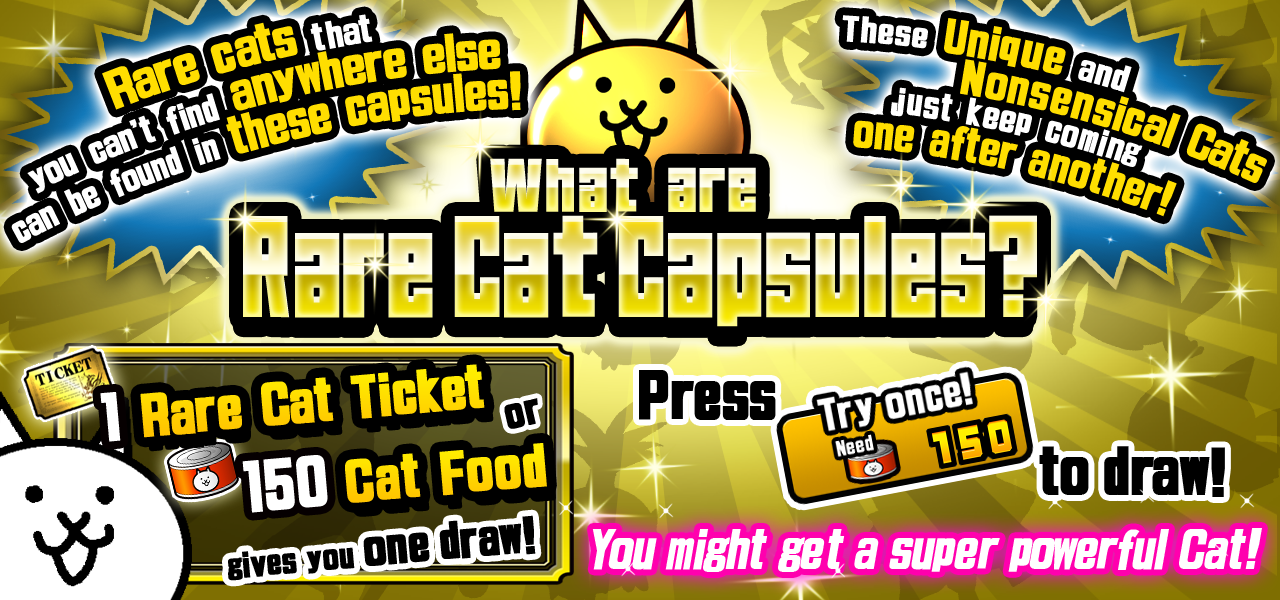 Rare cats that
you can't find anywhere else
can be found in these capsules!
These Unique and
Nonsensical Cats
just keep coming
one after another!
What are
Rare Cat Capsules?
TICKET
1 Rare Cat Ticket or
150 Cat Food
gives you one draw!
Press
Try once!
Need 150
to draw!
You might get a super powerful Cat!